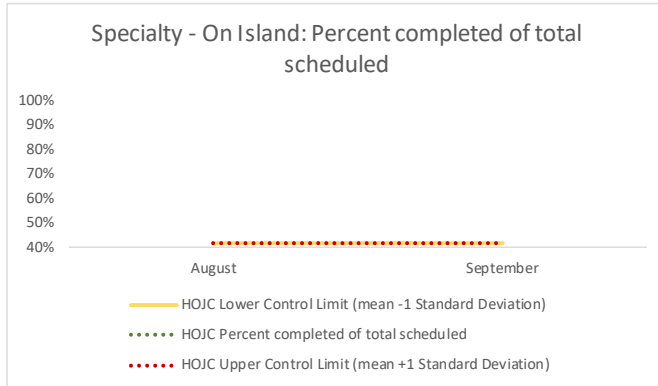 Specialty - On Island: Percent completed of total
scheduled
100%
90%
80%
70%
60%
50%
40%
August September
HOJC Lower Control Limit (mean -1 Standard Deviation)
HOJC Percent completed of total scheduled
HOJC Upper Control Limit (mean +1 Standard Deviation)